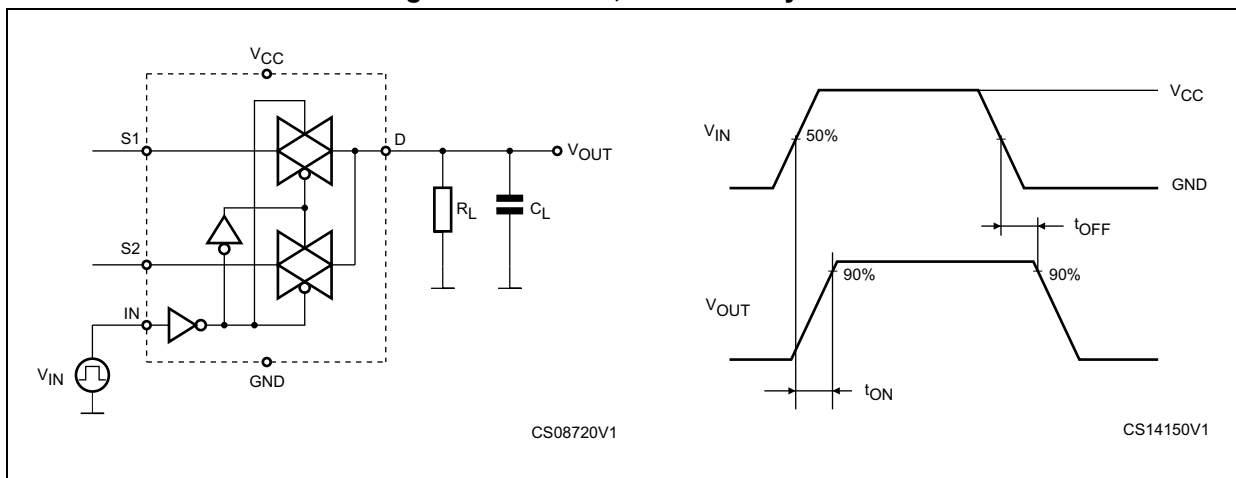 VCC
S1
D
VOUT
RL
CL
S2
IN
VIN
GND
CS08720V1
VCC
VIN
50%
GND
tOFF
90%
90%
VOUT
tON
CS14150V1